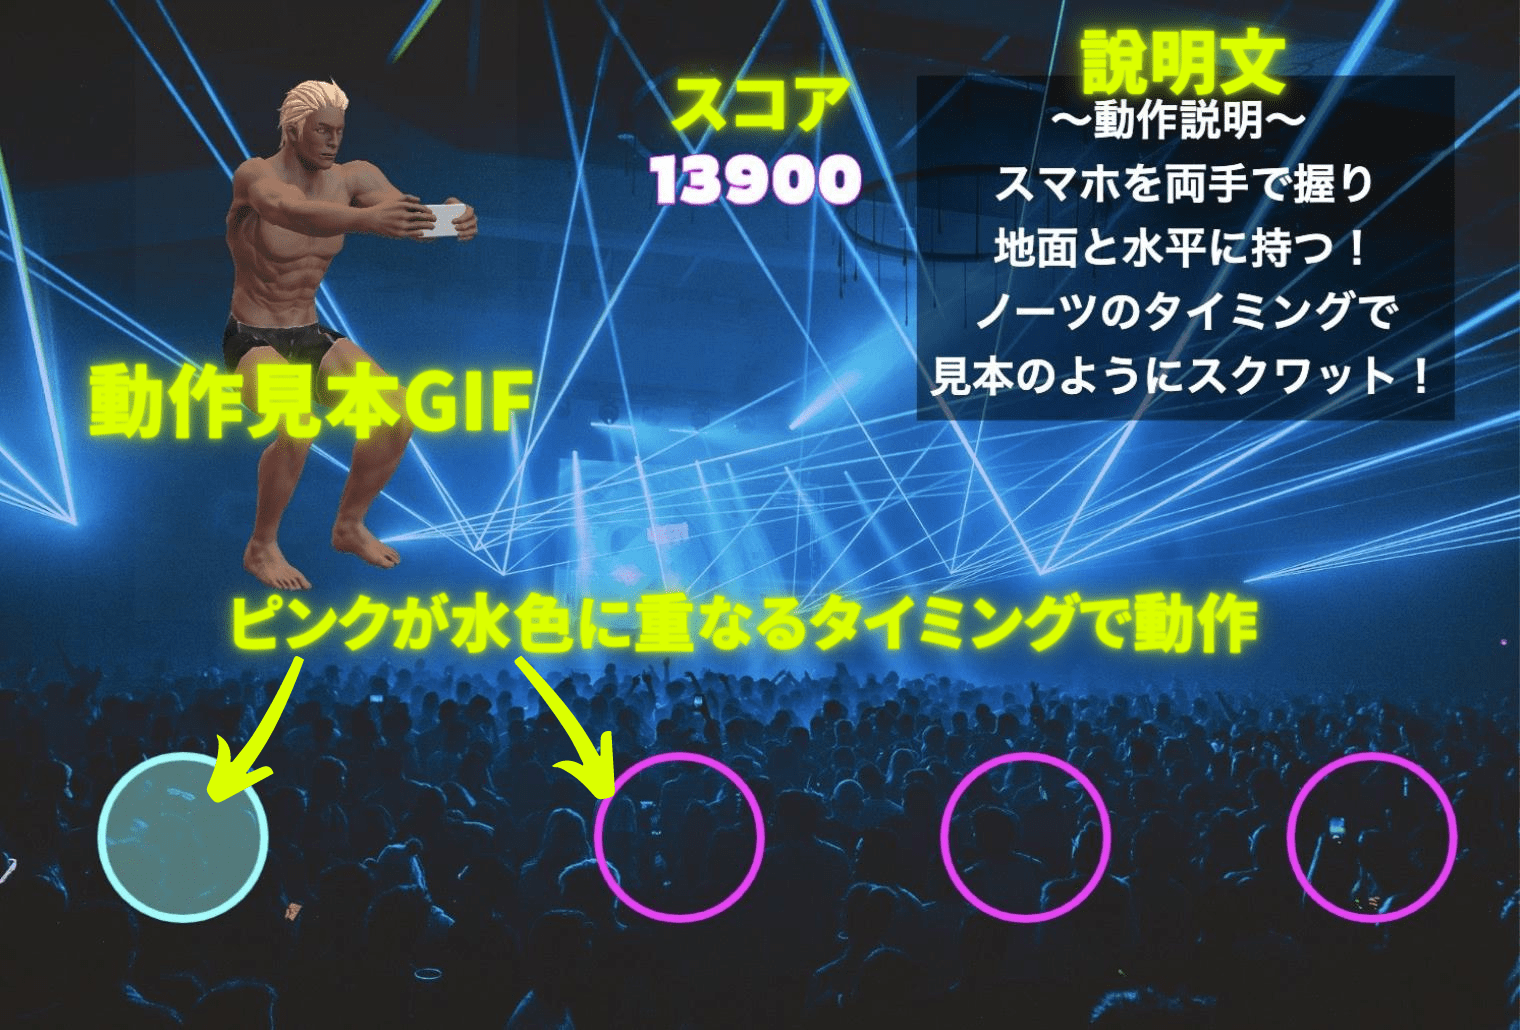 スコア
13900
説明文
〜動作説明〜
スマホを両手で握り
地面と水平に持つ！
ノーツのタイミングで
見本のようにスクワット！
動作見本GIF
ピンクが水色に重なるタイミングで動作